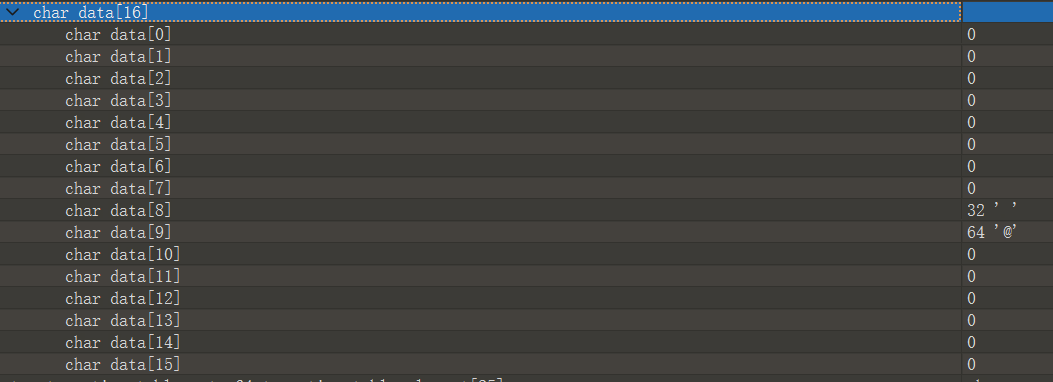 char data[16]
char data[0] 0
char data[1] 0
char data[2] 0
char data[3] 0
char data[4] 0
char data[5] 0
char data[6] 0
char data[7] 0
char data[8] 32 ' '
char data[9] 64 '@'
char data[10] 0
char data[11] 0
char data[12] 0
char data[13] 0
char data[14] 0
char data[15] 0